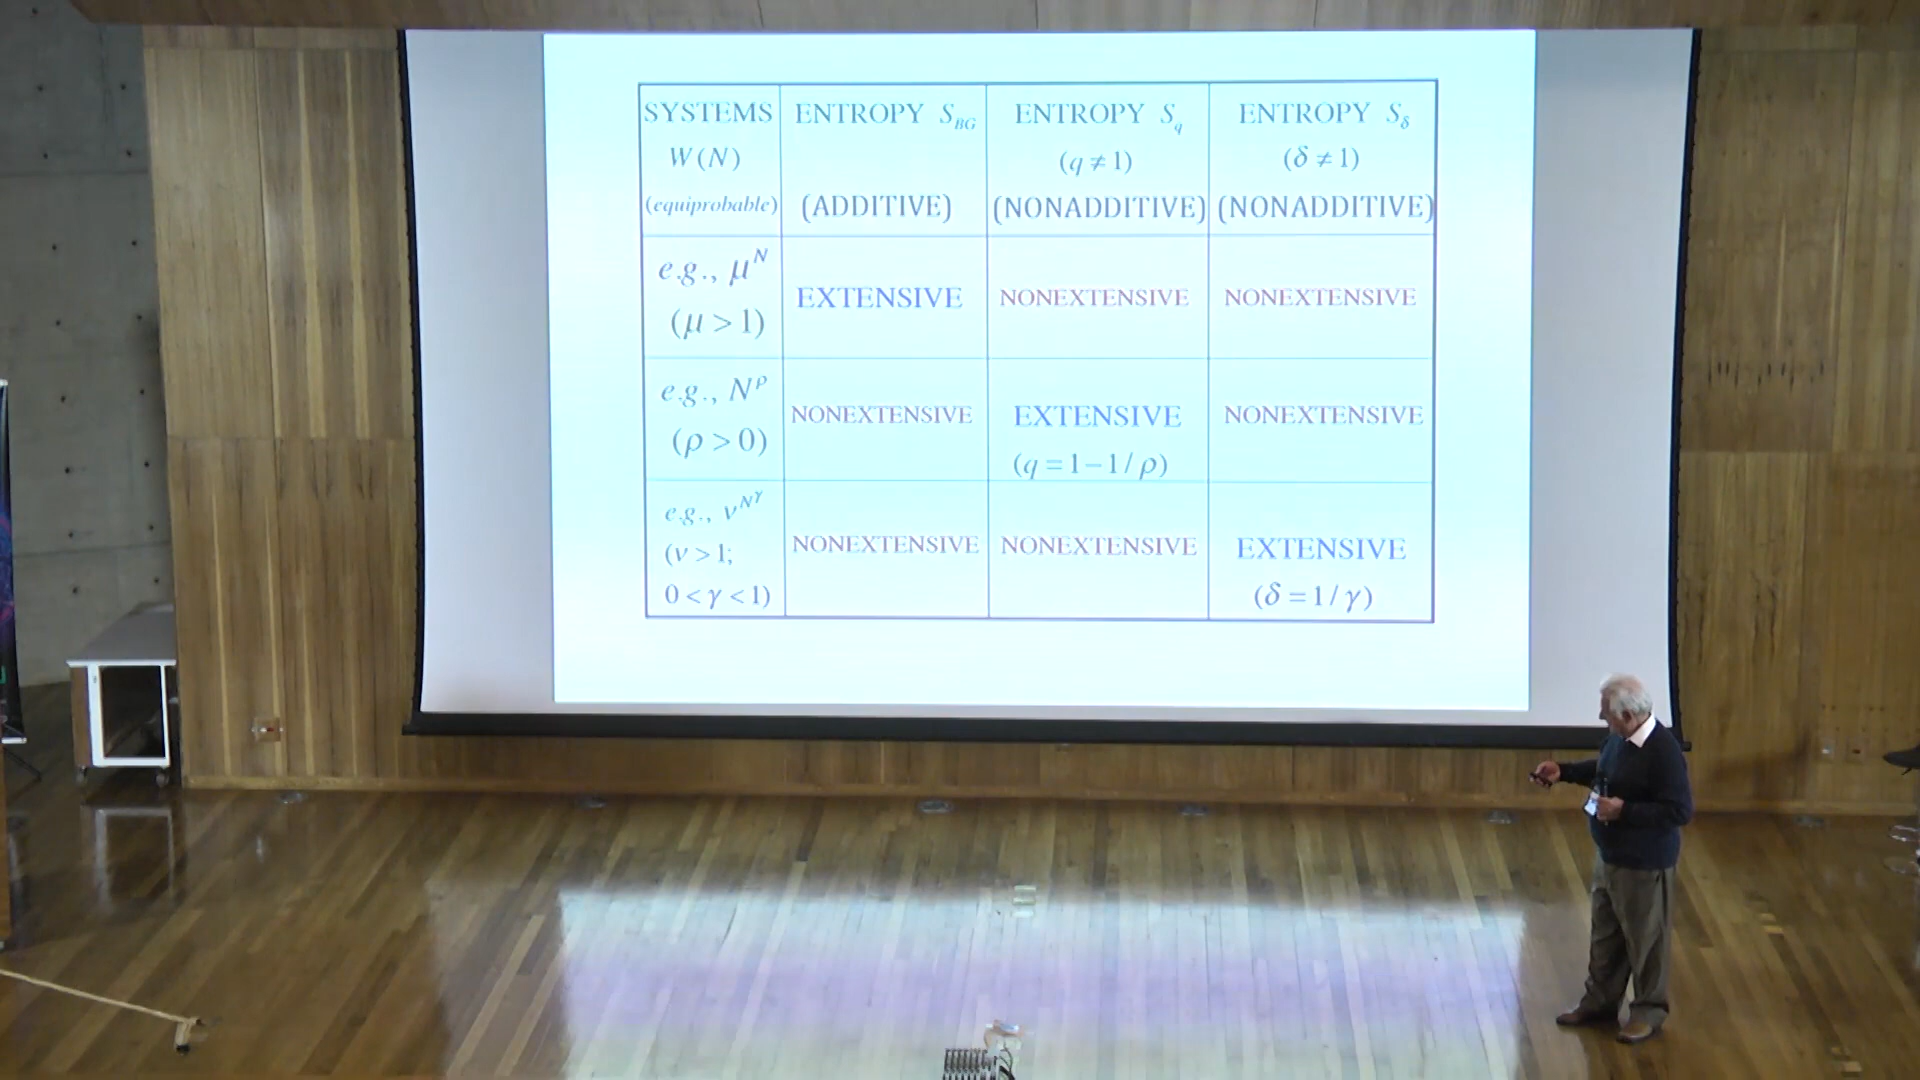 SYSTEMS
W(N)
(equiprobable)
ENTROPY S_BG
(ADDITIVE)
ENTROPY S_q
(q ≠ 1)
(NONADDITIVE)
ENTROPY S_δ
(δ ≠ 1)
(NONADDITIVE)
e.g., μ^N
(μ > 1)
EXTENSIVE
NONEXTENSIVE
NONEXTENSIVE
e.g., N^ρ
(ρ > 0)
NONEXTENSIVE
EXTENSIVE
(q = 1 − 1 / ρ)
NONEXTENSIVE
e.g., ν^{N^γ}
(ν > 1;
0 < γ < 1)
NONEXTENSIVE
NONEXTENSIVE
EXTENSIVE
(δ = 1 / γ)